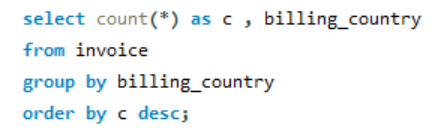 select count(*) as c , billing_country
from invoice
group by billing_country
order by c desc;